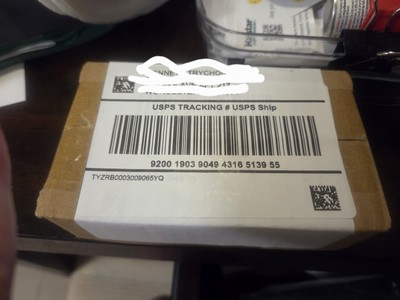 USPS TRACKING # USPS Ship
9200 1903 9049 4316 5139 55
TYZRB0003009065YQ